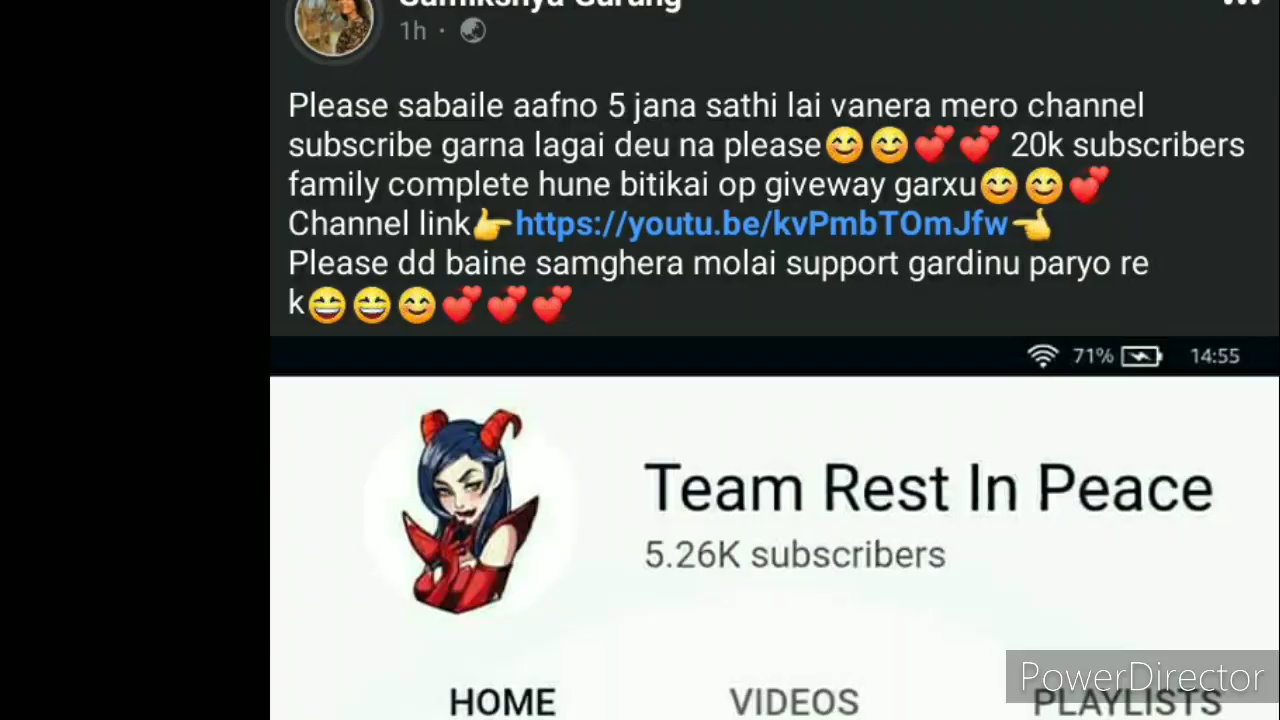 Samikshya Gurung
1h ·
Please sabaile aafno 5 jana sathi lai vanera mero channel
subscribe garna lagai deu na please😊😊💕💕 20k subscribers
family complete hune bitikai op giveway garxu😊😊💕
Channel link👉https://youtu.be/kvPmbTOmJfw👈
Please dd baine samghera molai support gardinu paryo re
k😄😄😊💕💕💕
71% 14:55
Team Rest In Peace
5.26K subscribers
HOME VIDEOS PLAYLISTS
PowerDirector